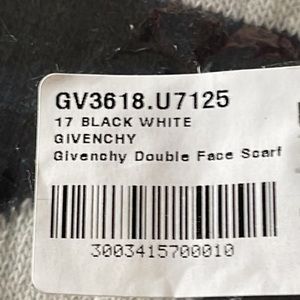 GV3618.U7125
17 BLACK WHITE
GIVENCHY
Givenchy Double Face Scarf
3003415700010